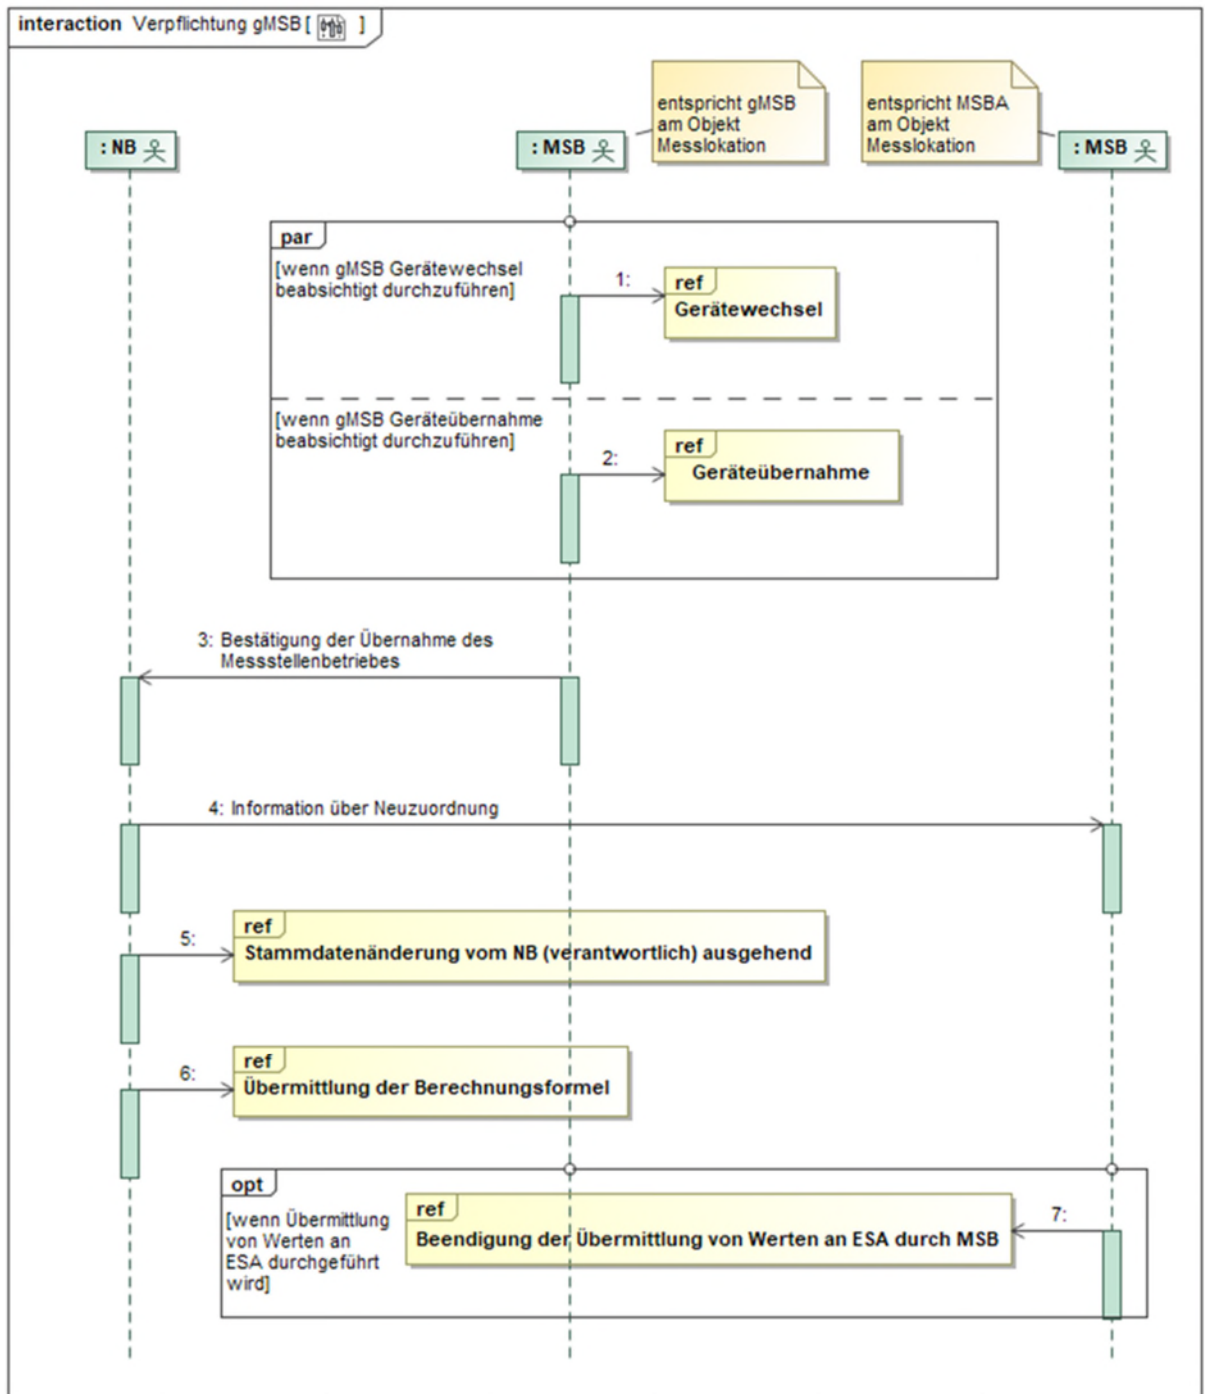 interaction Verpflichtung gMSB [ ]
entspricht gMSB
am Objekt
Messlokation
entspricht MSBA
am Objekt
Messlokation
: NB
: MSB
: MSB
par
[wenn gMSB Gerätewechsel
beabsichtigt durchzuführen]
1:
ref
Gerätewechsel
[wenn gMSB Geräteübernahme
beabsichtigt durchzuführen]
2:
ref
Geräteübernahme
3: Bestätigung der Übernahme des
Messstellenbetriebes
4: Information über Neuzuordnung
5:
ref
Stammdatenänderung vom NB (verantwortlich) ausgehend
6:
ref
Übermittlung der Berechnungsformel
opt
[wenn Übermittlung
von Werten an
ESA durchgeführt
wird]
ref
Beendigung der Übermittlung von Werten an ESA durch MSB
7: